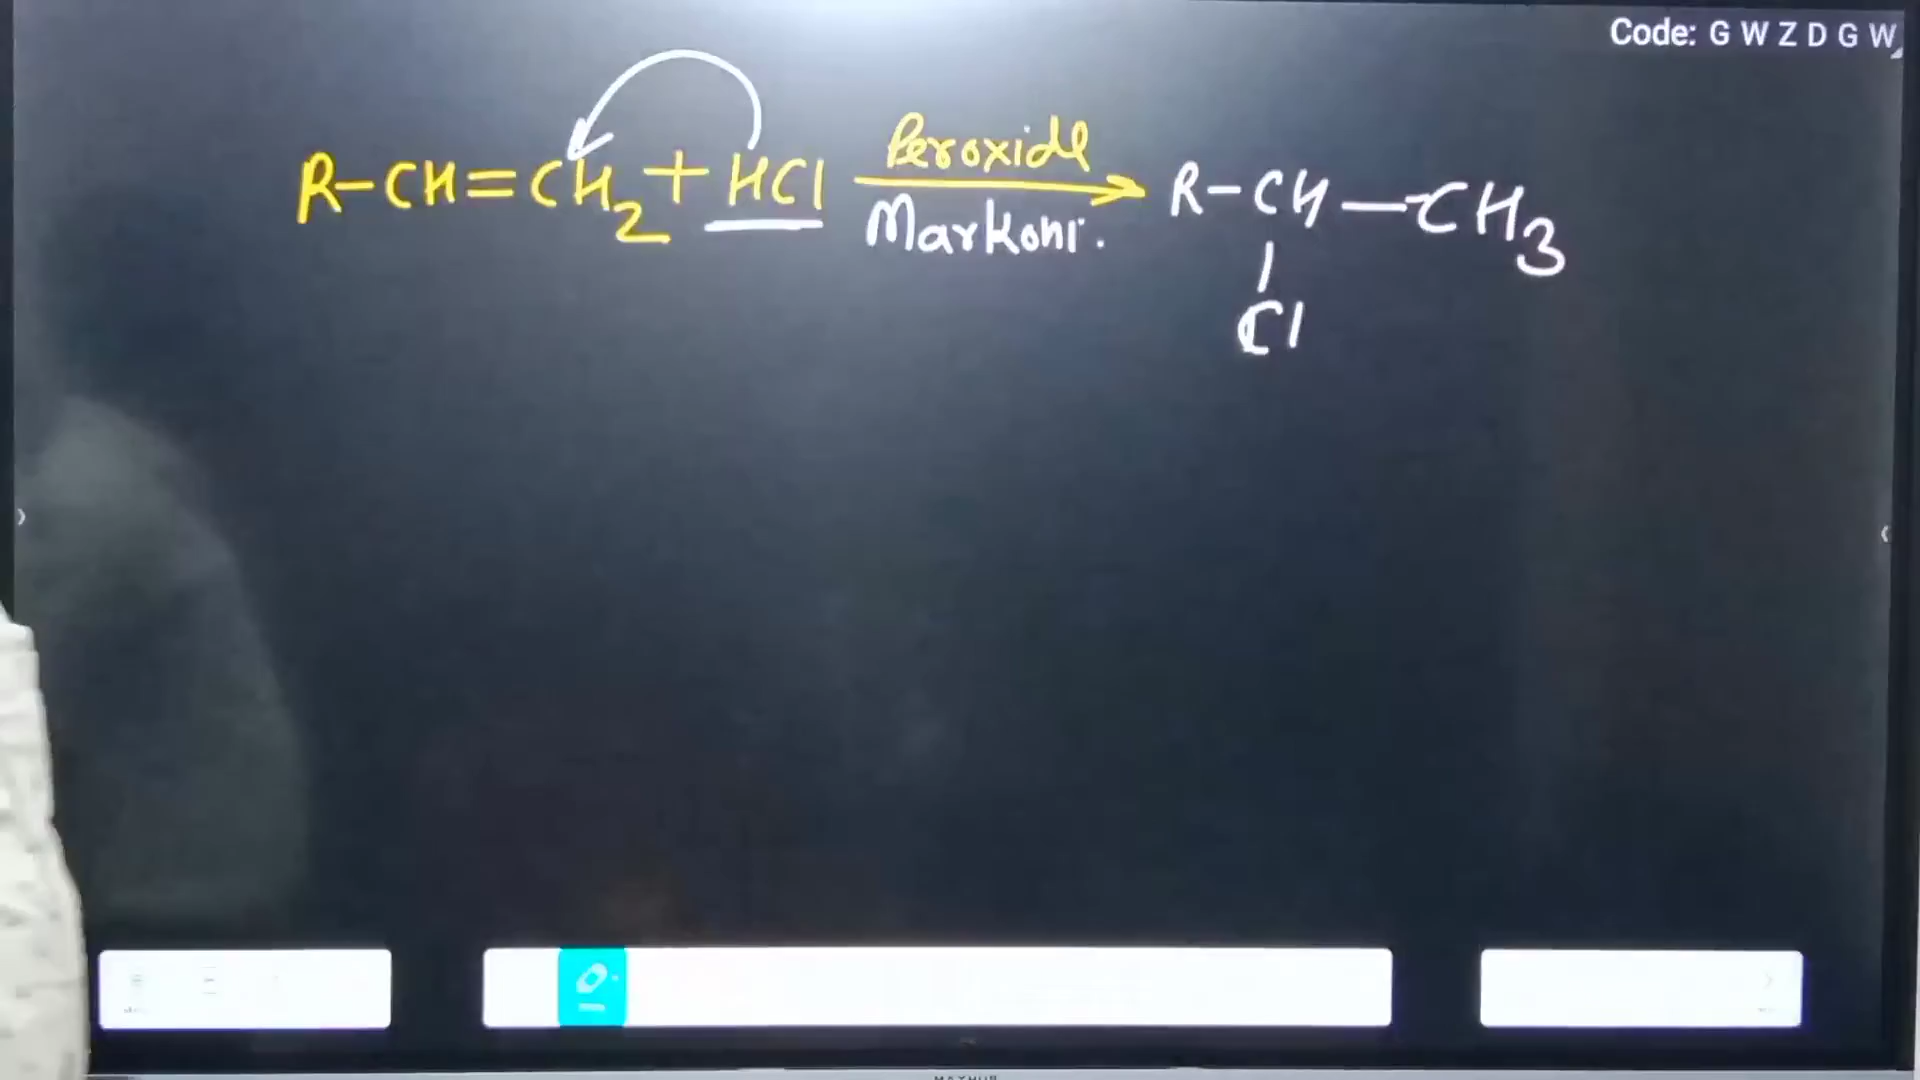 Code: G W Z D G W
R-CH=CH2+HCl Peroxide R-CH-CH3
Markoni.
Cl